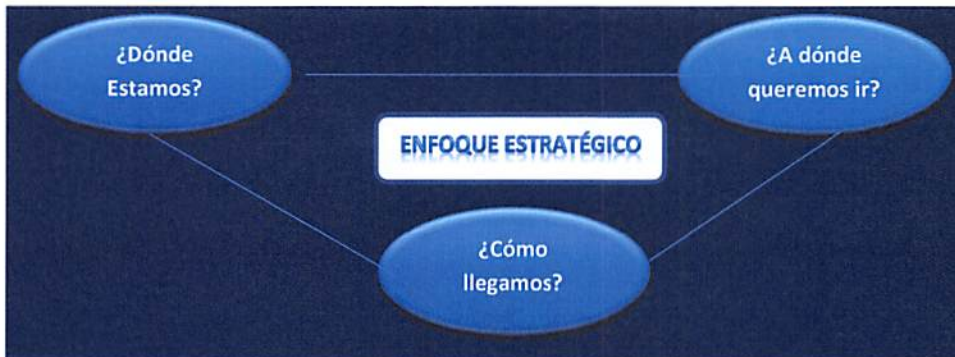 ¿Dónde
Estamos?
¿A dónde
queremos ir?
ENFOQUE ESTRATÉGICO
¿Cómo
llegamos?